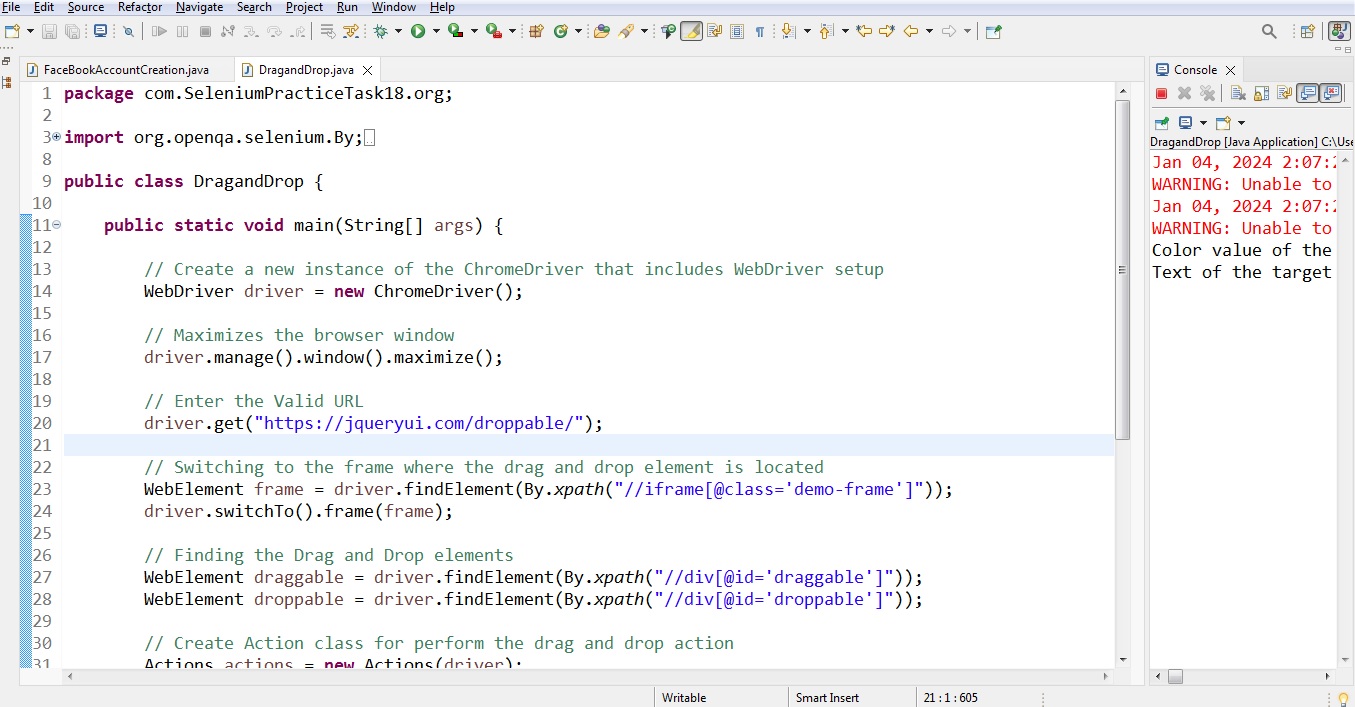 File Edit Source Refactor Navigate Search Project Run Window Help
FaceBookAccountCreation.java
DragandDrop.java
1 package com.SeleniumPracticeTask18.org;
2
3 import org.openqa.selenium.By;
8
9 public class DragandDrop {
10
11 public static void main(String[] args) {
12
13 // Create a new instance of the ChromeDriver that includes WebDriver setup
14 WebDriver driver = new ChromeDriver();
15
16 // Maximizes the browser window
17 driver.manage().window().maximize();
18
19 // Enter the Valid URL
20 driver.get("https://jqueryui.com/droppable/");
21
22 // Switching to the frame where the drag and drop element is located
23 WebElement frame = driver.findElement(By.xpath("//iframe[@class='demo-frame']"));
24 driver.switchTo().frame(frame);
25
26 // Finding the Drag and Drop elements
27 WebElement draggable = driver.findElement(By.xpath("//div[@id='draggable']"));
28 WebElement droppable = driver.findElement(By.xpath("//div[@id='droppable']"));
29
30 // Create Action class for perform the drag and drop action
31 Actions actions = new Actions(driver);
Console
DragandDrop [Java Application] C:\Use
Jan 04, 2024 2:07:2
WARNING: Unable to
Jan 04, 2024 2:07:2
WARNING: Unable to
Color value of the
Text of the target
Writable
Smart Insert
21 : 1 : 605